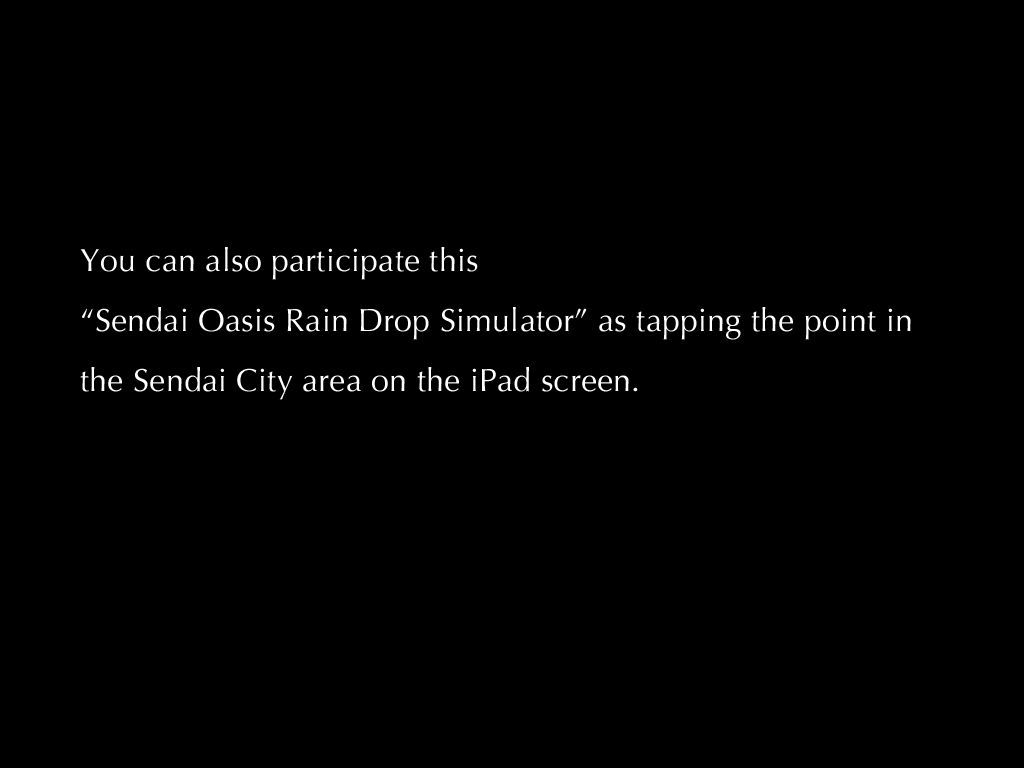 You can also participate this
“Sendai Oasis Rain Drop Simulator” as tapping the point in
the Sendai City area on the iPad screen.